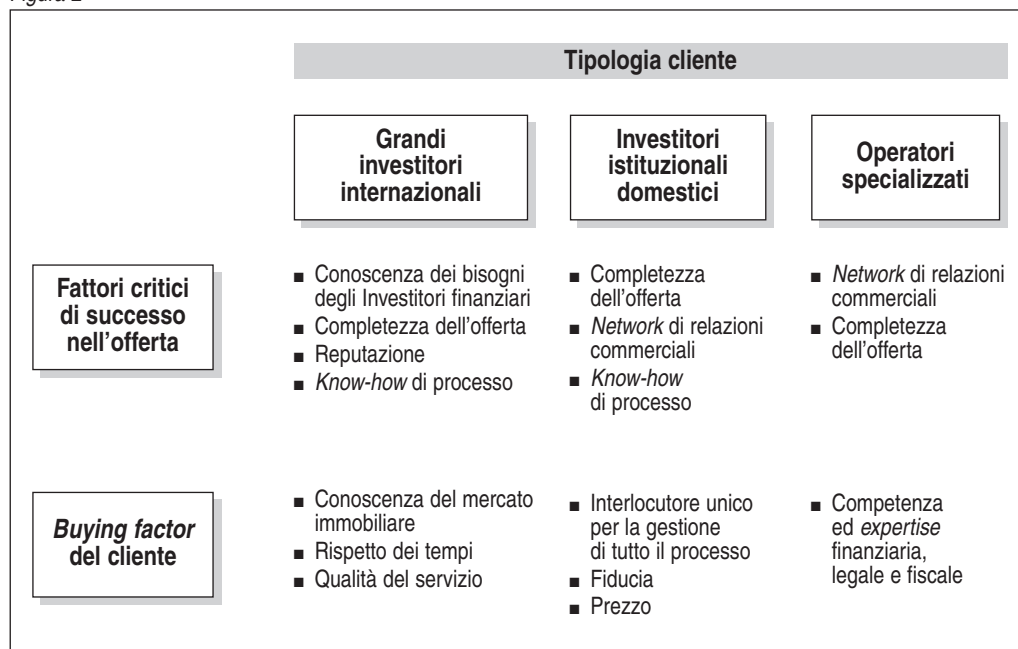 Figura 2
Tipologia cliente
Grandi
investitori
internazionali
Investitori
istituzionali
domestici
Operatori
specializzati
Fattori critici
di successo
nell'offerta
■ Conoscenza dei bisogni
degli Investitori finanziari
■ Completezza dell'offerta
■ Reputazione
■ Know-how di processo
■ Completezza
dell'offerta
■ Network di relazioni
commerciali
■ Know-how
di processo
■ Network di relazioni
commerciali
■ Completezza
dell'offerta
Buying factor
del cliente
■ Conoscenza del mercato
immobiliare
■ Rispetto dei tempi
■ Qualità del servizio
■ Interlocutore unico
per la gestione
di tutto il processo
■ Fiducia
■ Prezzo
■ Competenza
ed expertise
finanziaria,
legale e fiscale